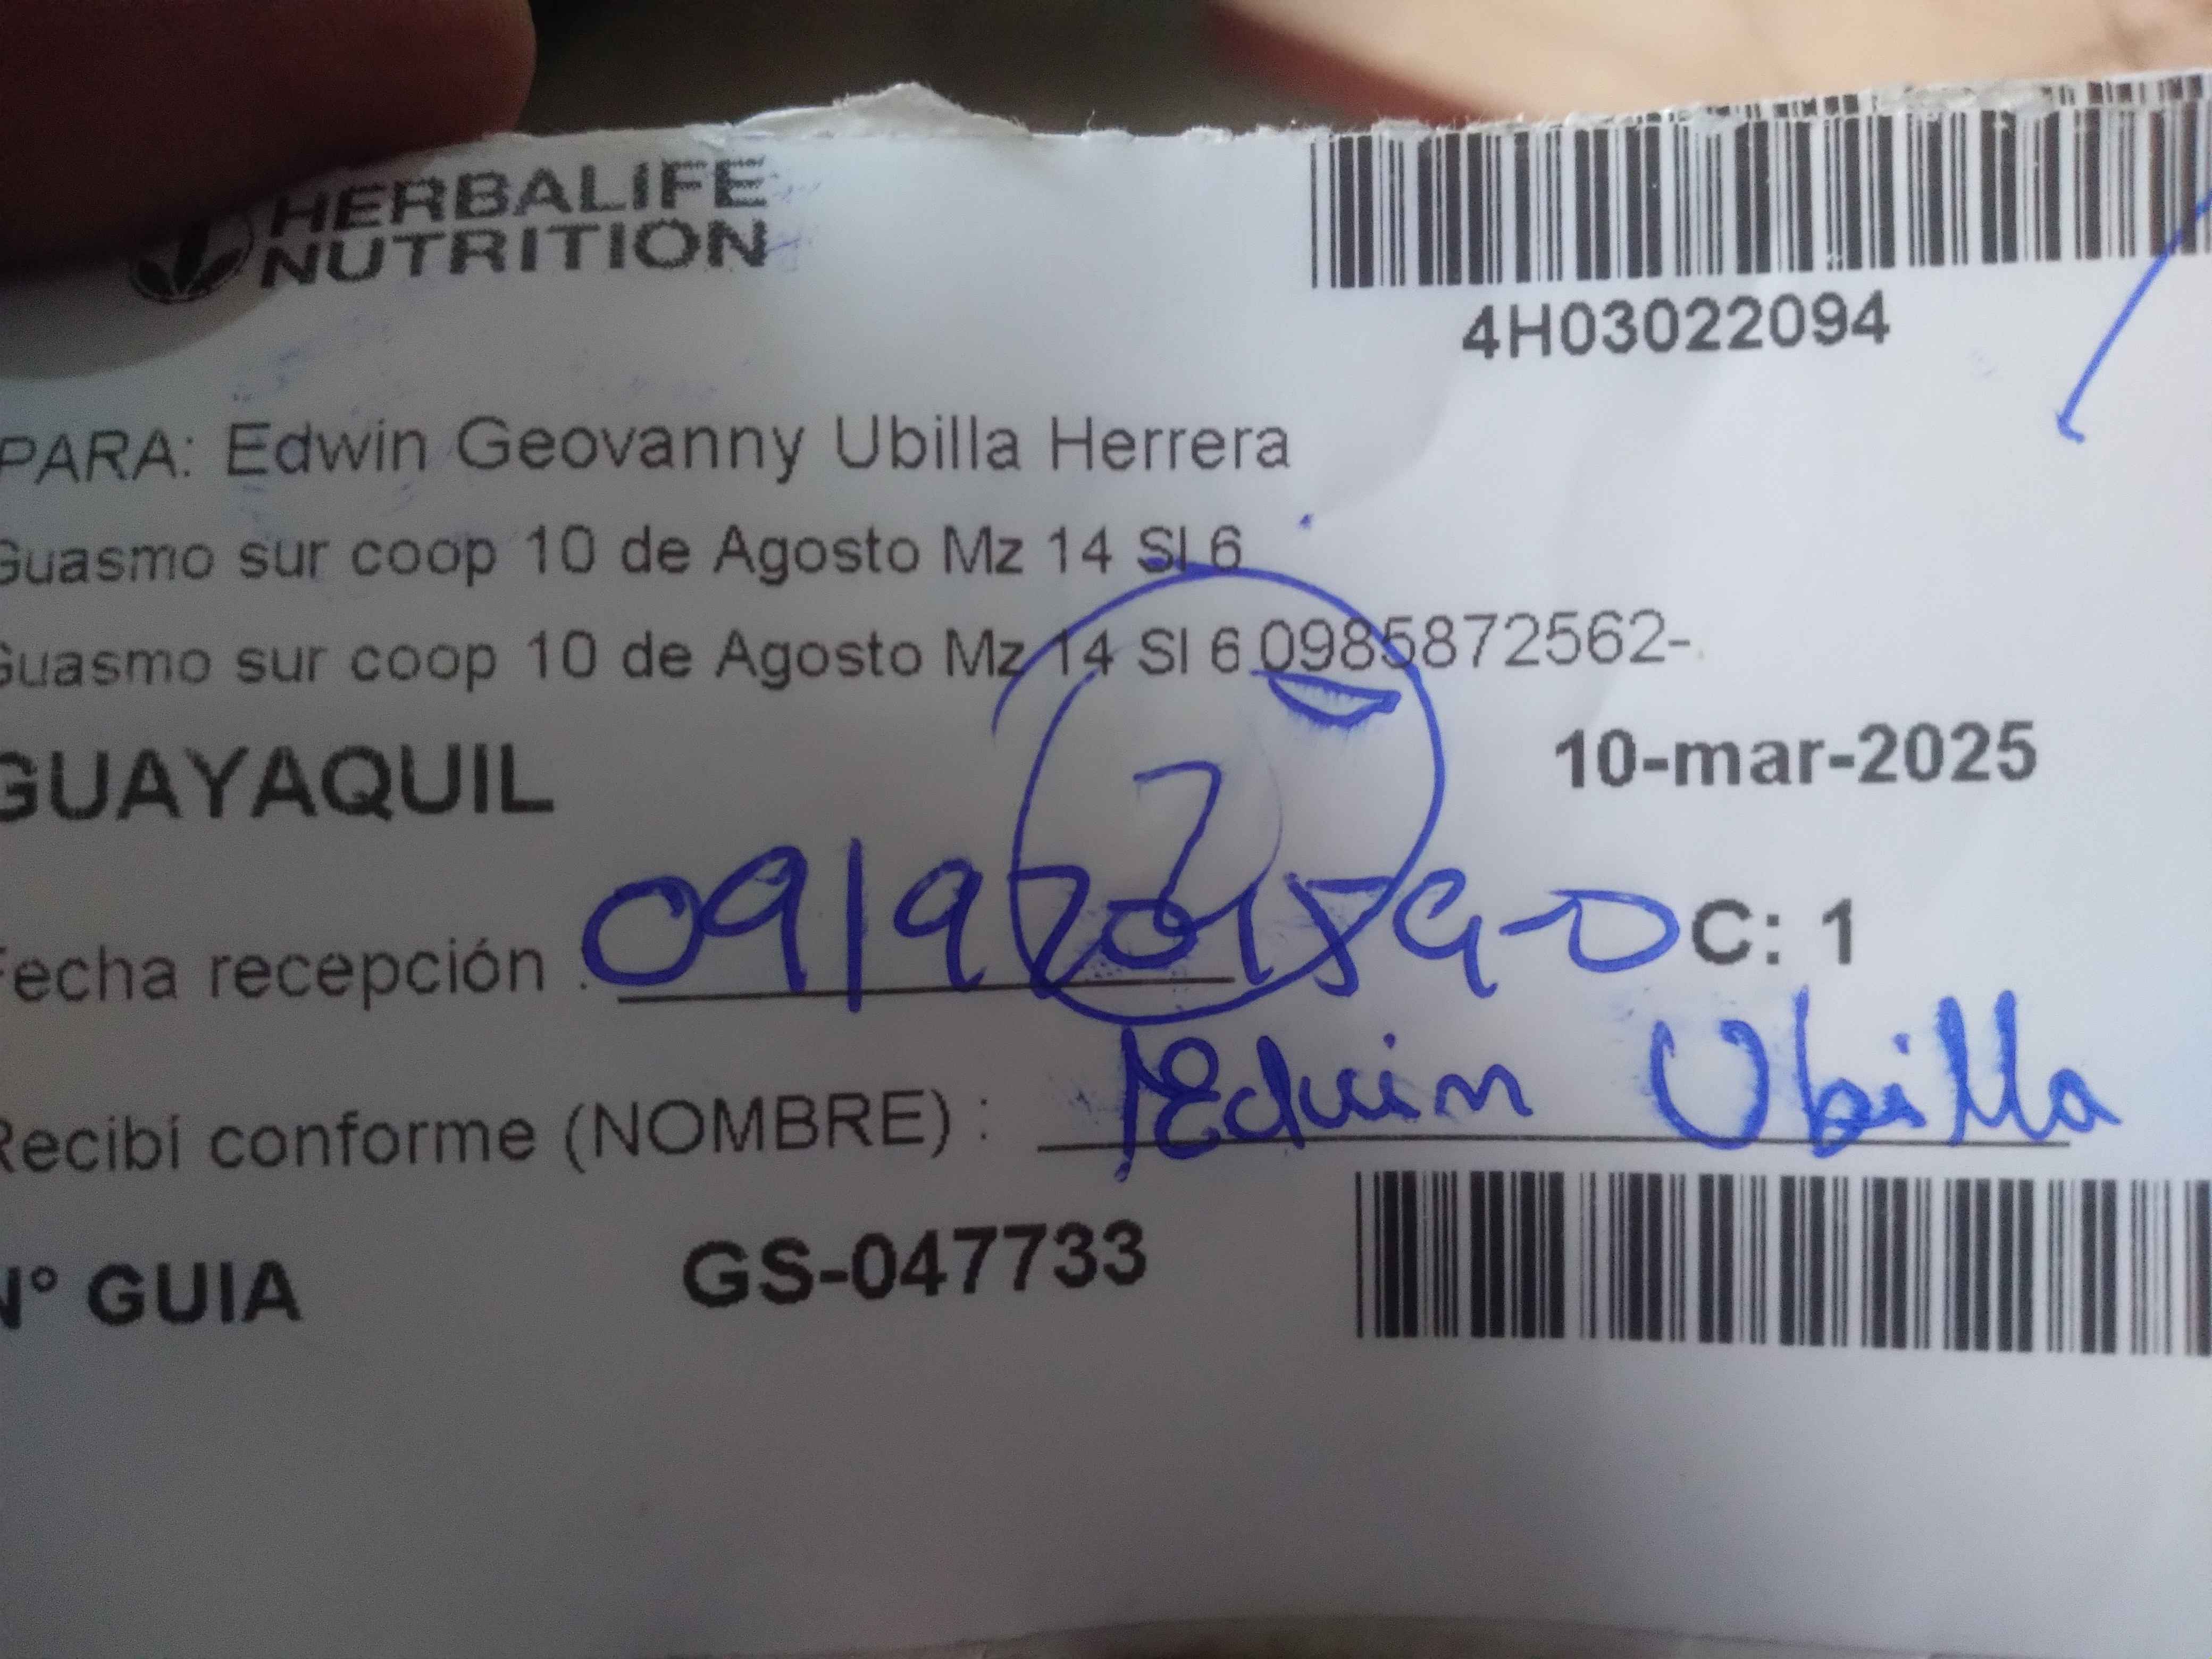 HERBALIFE
NUTRITION
4H03022094
PARA: Edwin Geovanny Ubilla Herrera
Guasmo sur coop 10 de Agosto Mz 14 Sl 6
Guasmo sur coop 10 de Agosto Mz 14 Sl 6 0985872562-
GUAYAQUIL
10-mar-2025
Fecha recepción
C: 1
Recibí conforme (NOMBRE) : Edwin Ubilla
N° GUIA GS-047733